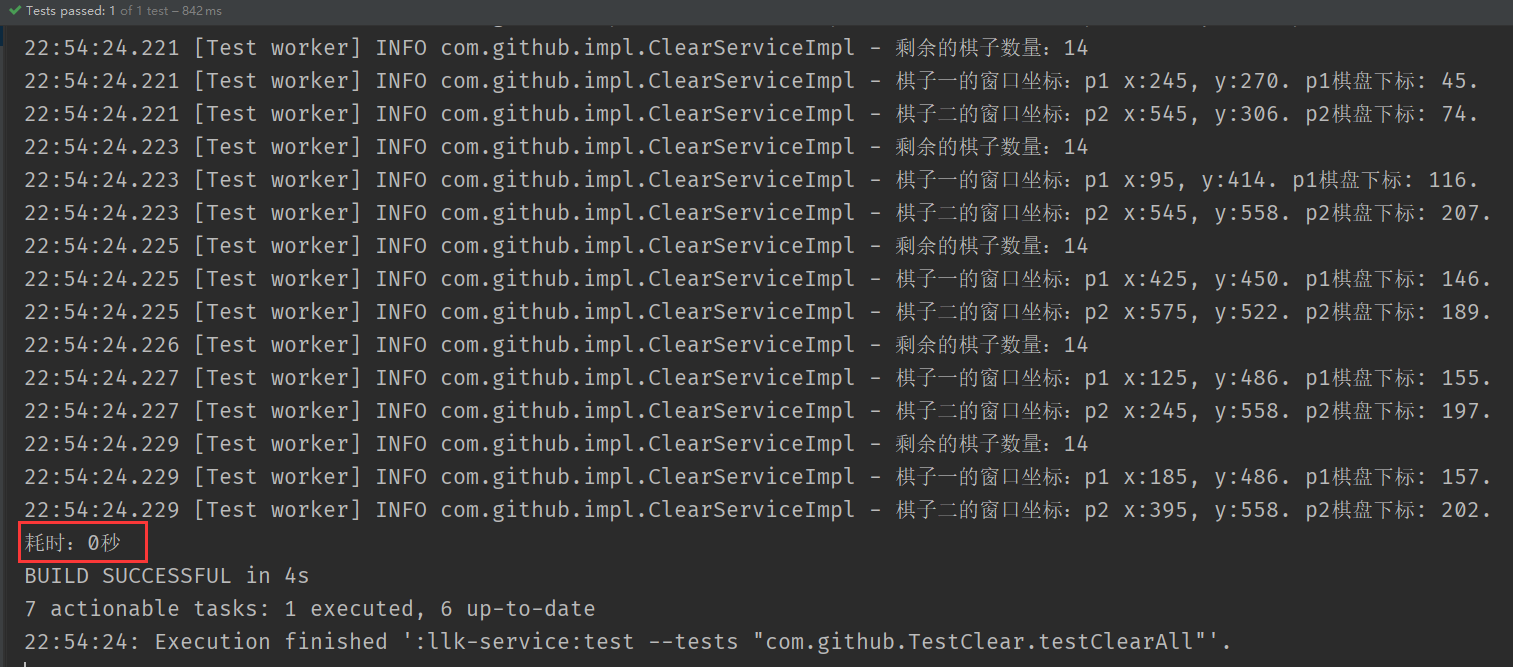 Tests passed: 1 of 1 test – 842 ms
22:54:24.221 [Test worker] INFO com.github.impl.ClearServiceImpl - 剩余的棋子数量：14
22:54:24.221 [Test worker] INFO com.github.impl.ClearServiceImpl - 棋子一的窗口坐标：p1 x:245, y:270. p1棋盘下标: 45.
22:54:24.221 [Test worker] INFO com.github.impl.ClearServiceImpl - 棋子二的窗口坐标：p2 x:545, y:306. p2棋盘下标: 74.
22:54:24.223 [Test worker] INFO com.github.impl.ClearServiceImpl - 剩余的棋子数量：14
22:54:24.223 [Test worker] INFO com.github.impl.ClearServiceImpl - 棋子一的窗口坐标：p1 x:95, y:414. p1棋盘下标: 116.
22:54:24.223 [Test worker] INFO com.github.impl.ClearServiceImpl - 棋子二的窗口坐标：p2 x:545, y:558. p2棋盘下标: 207.
22:54:24.225 [Test worker] INFO com.github.impl.ClearServiceImpl - 剩余的棋子数量：14
22:54:24.225 [Test worker] INFO com.github.impl.ClearServiceImpl - 棋子一的窗口坐标：p1 x:425, y:450. p1棋盘下标: 146.
22:54:24.225 [Test worker] INFO com.github.impl.ClearServiceImpl - 棋子二的窗口坐标：p2 x:575, y:522. p2棋盘下标: 189.
22:54:24.226 [Test worker] INFO com.github.impl.ClearServiceImpl - 剩余的棋子数量：14
22:54:24.227 [Test worker] INFO com.github.impl.ClearServiceImpl - 棋子一的窗口坐标：p1 x:125, y:486. p1棋盘下标: 155.
22:54:24.227 [Test worker] INFO com.github.impl.ClearServiceImpl - 棋子二的窗口坐标：p2 x:245, y:558. p2棋盘下标: 197.
22:54:24.229 [Test worker] INFO com.github.impl.ClearServiceImpl - 剩余的棋子数量：14
22:54:24.229 [Test worker] INFO com.github.impl.ClearServiceImpl - 棋子一的窗口坐标：p1 x:185, y:486. p1棋盘下标: 157.
22:54:24.229 [Test worker] INFO com.github.impl.ClearServiceImpl - 棋子二的窗口坐标：p2 x:395, y:558. p2棋盘下标: 202.
耗时：0秒
BUILD SUCCESSFUL in 4s
7 actionable tasks: 1 executed, 6 up-to-date
22:54:24: Execution finished ':llk-service:test --tests "com.github.TestClear.testClearAll"'.